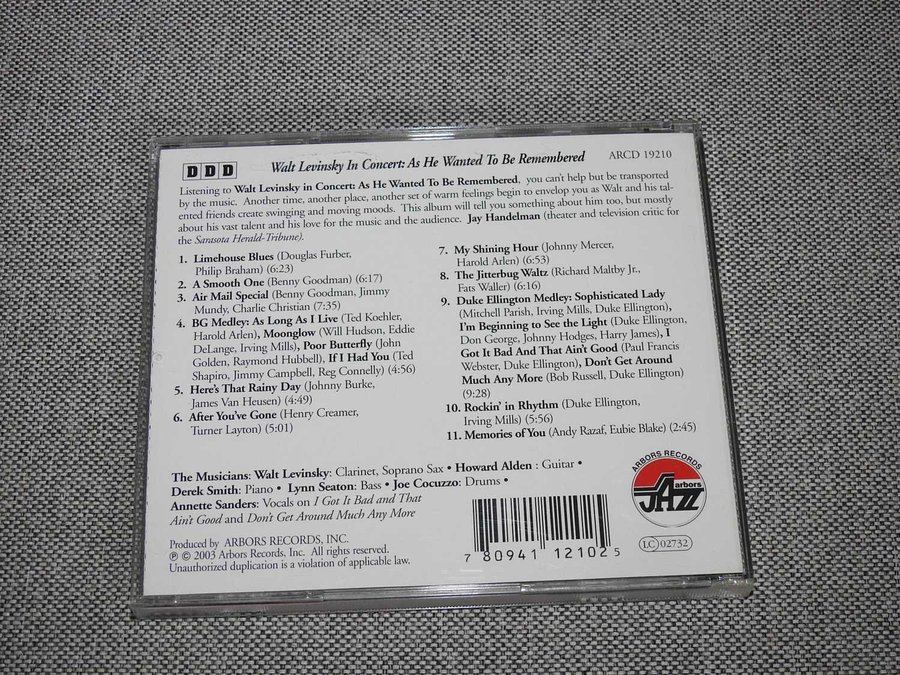 DDD
Walt Levinsky In Concert: As He Wanted To Be Remembered
ARCD 19210
Listening to Walt Levinsky in Concert: As He Wanted To Be Remembered, you can't help but be transported
by the music. Another time, another place, another set of warm feelings begin to envelop you as Walt and his tal-
ented friends create swinging and moving moods. This album will tell you something about him too, but mostly
about his vast talent and his love for the music and the audience. Jay Handelman (theater and television critic for
the Sarasota Herald-Tribune).
1. Limehouse Blues (Douglas Furber,
Philip Braham) (6:23)
2. A Smooth One (Benny Goodman) (6:17)
3. Air Mail Special (Benny Goodman, Jimmy
Mundy, Charlie Christian (7:35)
4. BG Medley: As Long As I Live (Ted Koehler,
Harold Arlen), Moonglow (Will Hudson, Eddie
DeLange, Irving Mills), Poor Butterfly (John
Golden, Raymond Hubbell), If I Had You (Ted
Shapiro, Jimmy Campbell, Reg Connelly) (4:56)
5. Here's That Rainy Day (Johnny Burke,
James Van Heusen) (4:49)
6. After You've Gone (Henry Creamer,
Turner Layton) (5:01)
7. My Shining Hour (Johnny Mercer,
Harold Arlen) (6:53)
8. The Jitterbug Waltz (Richard Maltby Jr.,
Fats Waller) (6:16)
9. Duke Ellington Medley: Sophisticated Lady
(Mitchell Parish, Irving Mills, Duke Ellington),
I'm Beginning to See the Light (Duke Ellington,
Don George, Johnny Hodges, Harry James), I
Got It Bad And That Ain't Good (Paul Francis
Webster, Duke Ellington), Don't Get Around
Much Any More (Bob Russell, Duke Ellington)
(9:28)
10. Rockin' in Rhythm (Duke Ellington,
Irving Mills) (5:56)
11. Memories of You (Andy Razaf, Eubie Blake) (2:45)
The Musicians: Walt Levinsky: Clarinet, Soprano Sax • Howard Alden : Guitar •
Derek Smith: Piano • Lynn Seaton: Bass • Joe Cocuzzo: Drums •
Annette Sanders: Vocals on I Got It Bad and That
Ain't Good and Don't Get Around Much Any More
Produced by ARBORS RECORDS, INC.
℗ © 2003 Arbors Records, Inc. All rights reserved.
Unauthorized duplication is a violation of applicable law.
7 80941 12102 5
ARBORS RECORDS
arbors
JAZZ
LC 02732